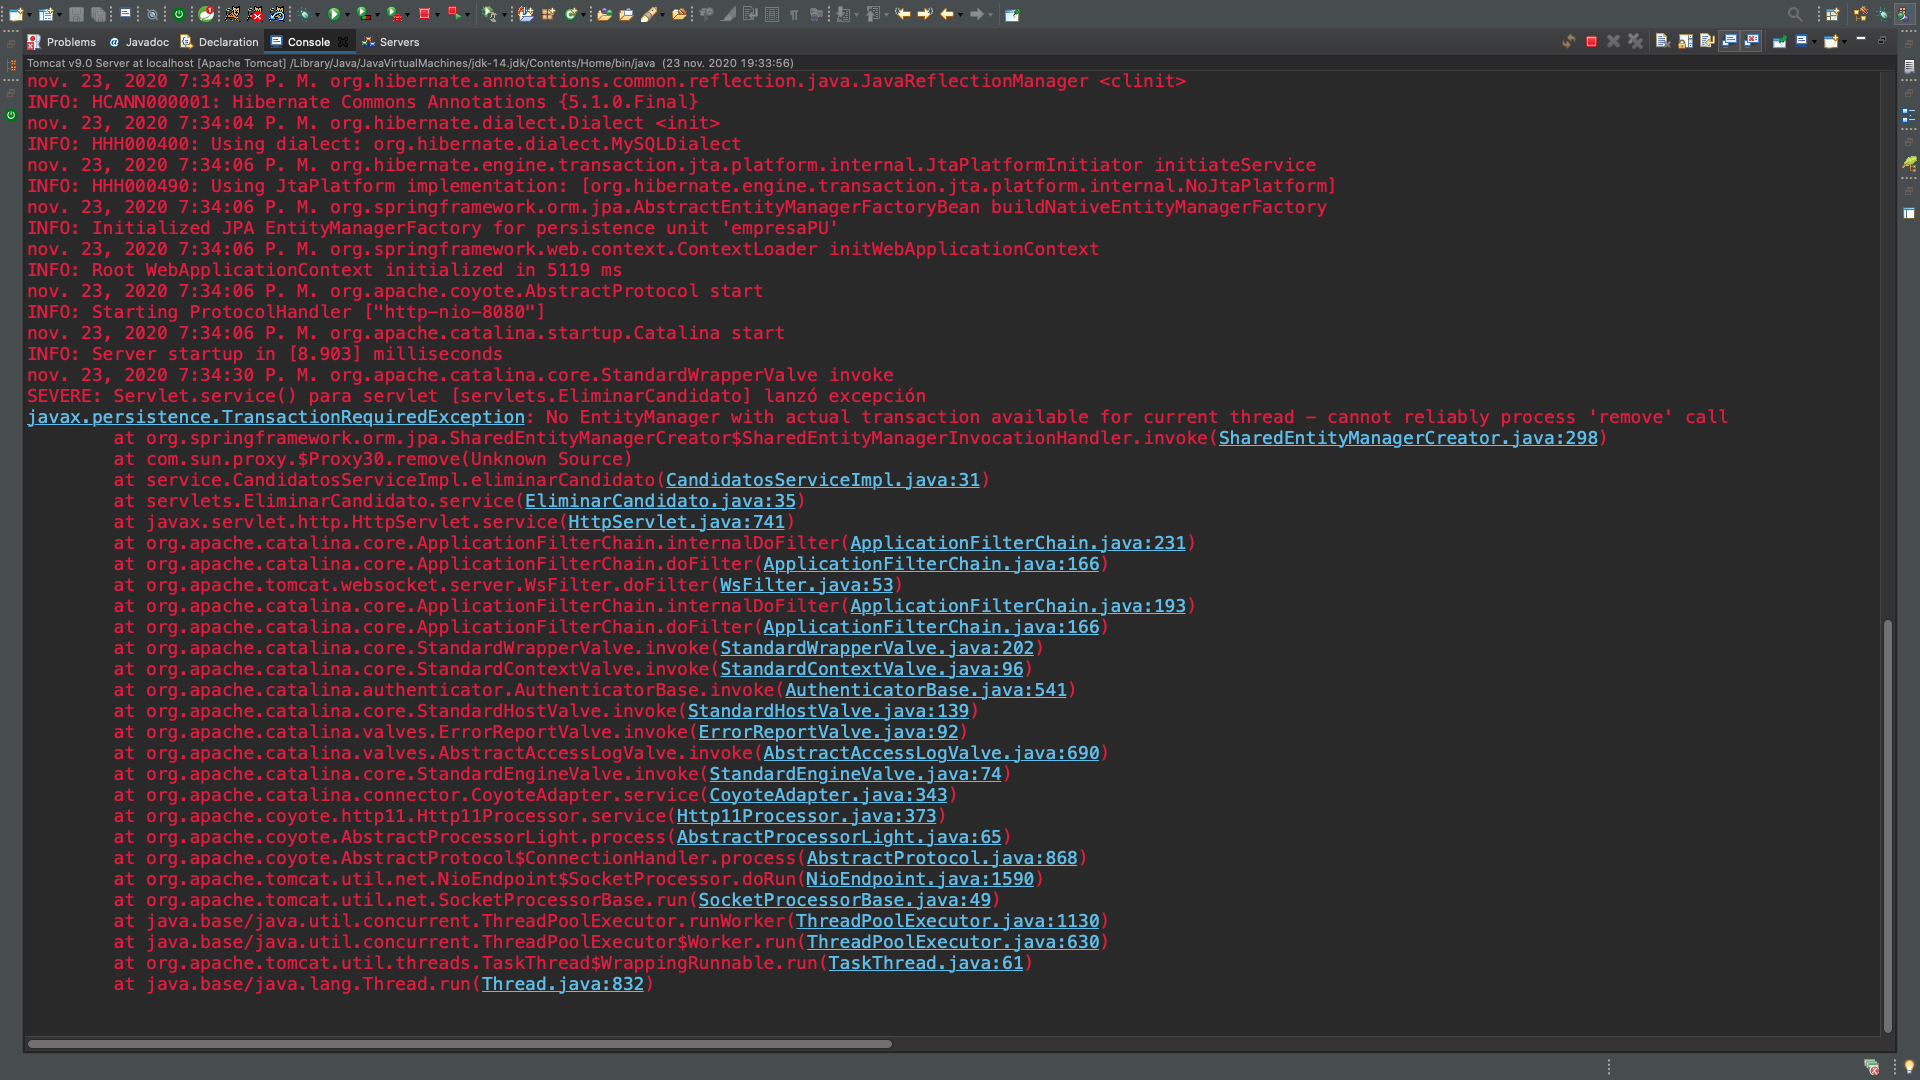 Problems Javadoc Declaration Console Servers
Tomcat v9.0 Server at localhost [Apache Tomcat] /Library/Java/JavaVirtualMachines/jdk-14.jdk/Contents/Home/bin/java (23 nov. 2020 19:33:56)
nov. 23, 2020 7:34:03 P. M. org.hibernate.annotations.common.reflection.java.JavaReflectionManager <clinit>
INFO: HCANN000001: Hibernate Commons Annotations {5.1.0.Final}
nov. 23, 2020 7:34:04 P. M. org.hibernate.dialect.Dialect <init>
INFO: HHH000400: Using dialect: org.hibernate.dialect.MySQLDialect
nov. 23, 2020 7:34:06 P. M. org.hibernate.engine.transaction.jta.platform.internal.JtaPlatformInitiator initiateService
INFO: HHH000490: Using JtaPlatform implementation: [org.hibernate.engine.transaction.jta.platform.internal.NoJtaPlatform]
nov. 23, 2020 7:34:06 P. M. org.springframework.orm.jpa.AbstractEntityManagerFactoryBean buildNativeEntityManagerFactory
INFO: Initialized JPA EntityManagerFactory for persistence unit 'empresaPU'
nov. 23, 2020 7:34:06 P. M. org.springframework.web.context.ContextLoader initWebApplicationContext
INFO: Root WebApplicationContext initialized in 5119 ms
nov. 23, 2020 7:34:06 P. M. org.apache.coyote.AbstractProtocol start
INFO: Starting ProtocolHandler ["http-nio-8080"]
nov. 23, 2020 7:34:06 P. M. org.apache.catalina.startup.Catalina start
INFO: Server startup in [8.903] milliseconds
nov. 23, 2020 7:34:30 P. M. org.apache.catalina.core.StandardWrapperValve invoke
SEVERE: Servlet.service() para servlet [servlets.EliminarCandidato] lanzó excepción
javax.persistence.TransactionRequiredException: No EntityManager with actual transaction available for current thread - cannot reliably process 'remove' call
at org.springframework.orm.jpa.SharedEntityManagerCreator$SharedEntityManagerInvocationHandler.invoke(SharedEntityManagerCreator.java:298)
at com.sun.proxy.$Proxy30.remove(Unknown Source)
at service.CandidatosServiceImpl.eliminarCandidato(CandidatosServiceImpl.java:31)
at servlets.EliminarCandidato.service(EliminarCandidato.java:35)
at javax.servlet.http.HttpServlet.service(HttpServlet.java:741)
at org.apache.catalina.core.ApplicationFilterChain.internalDoFilter(ApplicationFilterChain.java:231)
at org.apache.catalina.core.ApplicationFilterChain.doFilter(ApplicationFilterChain.java:166)
at org.apache.tomcat.websocket.server.WsFilter.doFilter(WsFilter.java:53)
at org.apache.catalina.core.ApplicationFilterChain.internalDoFilter(ApplicationFilterChain.java:193)
at org.apache.catalina.core.ApplicationFilterChain.doFilter(ApplicationFilterChain.java:166)
at org.apache.catalina.core.StandardWrapperValve.invoke(StandardWrapperValve.java:202)
at org.apache.catalina.core.StandardContextValve.invoke(StandardContextValve.java:96)
at org.apache.catalina.authenticator.AuthenticatorBase.invoke(AuthenticatorBase.java:541)
at org.apache.catalina.core.StandardHostValve.invoke(StandardHostValve.java:139)
at org.apache.catalina.valves.ErrorReportValve.invoke(ErrorReportValve.java:92)
at org.apache.catalina.valves.AbstractAccessLogValve.invoke(AbstractAccessLogValve.java:690)
at org.apache.catalina.core.StandardEngineValve.invoke(StandardEngineValve.java:74)
at org.apache.catalina.connector.CoyoteAdapter.service(CoyoteAdapter.java:343)
at org.apache.coyote.http11.Http11Processor.service(Http11Processor.java:373)
at org.apache.coyote.AbstractProcessorLight.process(AbstractProcessorLight.java:65)
at org.apache.coyote.AbstractProtocol$ConnectionHandler.process(AbstractProtocol.java:868)
at org.apache.tomcat.util.net.NioEndpoint$SocketProcessor.doRun(NioEndpoint.java:1590)
at org.apache.tomcat.util.net.SocketProcessorBase.run(SocketProcessorBase.java:49)
at java.base/java.util.concurrent.ThreadPoolExecutor.runWorker(ThreadPoolExecutor.java:1130)
at java.base/java.util.concurrent.ThreadPoolExecutor$Worker.run(ThreadPoolExecutor.java:630)
at org.apache.tomcat.util.threads.TaskThread$WrappingRunnable.run(TaskThread.java:61)
at java.base/java.lang.Thread.run(Thread.java:832)